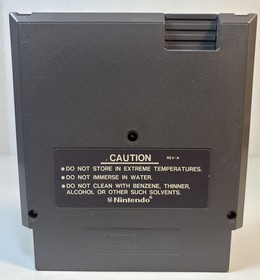 CAUTION REV-A
•DO NOT STORE IN EXTREME TEMPERATURES.
•DO NOT IMMERSE IN WATER.
•DO NOT CLEAN WITH BENZENE, THINNER,
ALCOHOL OR OTHER SUCH SOLVENTS.
Nintendo®